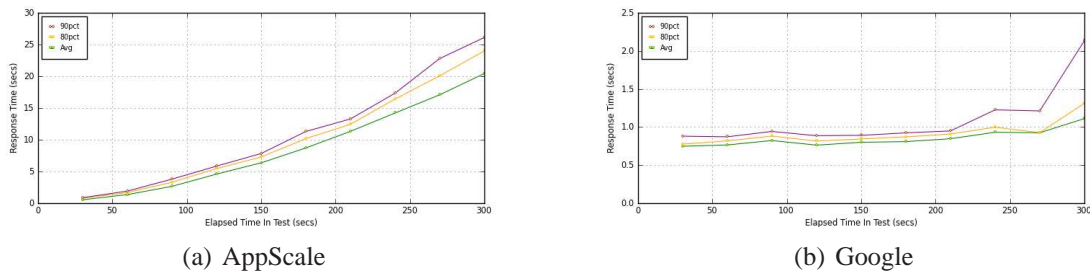 30
25
20
15
10
5
0
Response Time (secs)
90pct
80pct
Avg
0 50 100 150 200 250 300
Elapsed Time In Test (secs)
(a) AppScale
2.5
2.0
1.5
1.0
0.5
0.0
Response Time (secs)
90pct
80pct
Avg
0 50 100 150 200 250 300
Elapsed Time In Test (secs)
(b) Google